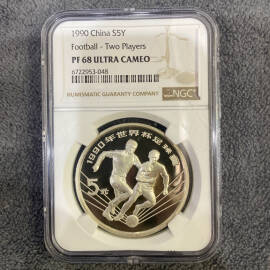 1990 China S5Y
Football - Two Players
PF 68 ULTRA CAMEO
6722953-048
NUMISMATIC GUARANTY COMPANY
NGC
1990年世界杯足球赛
5元